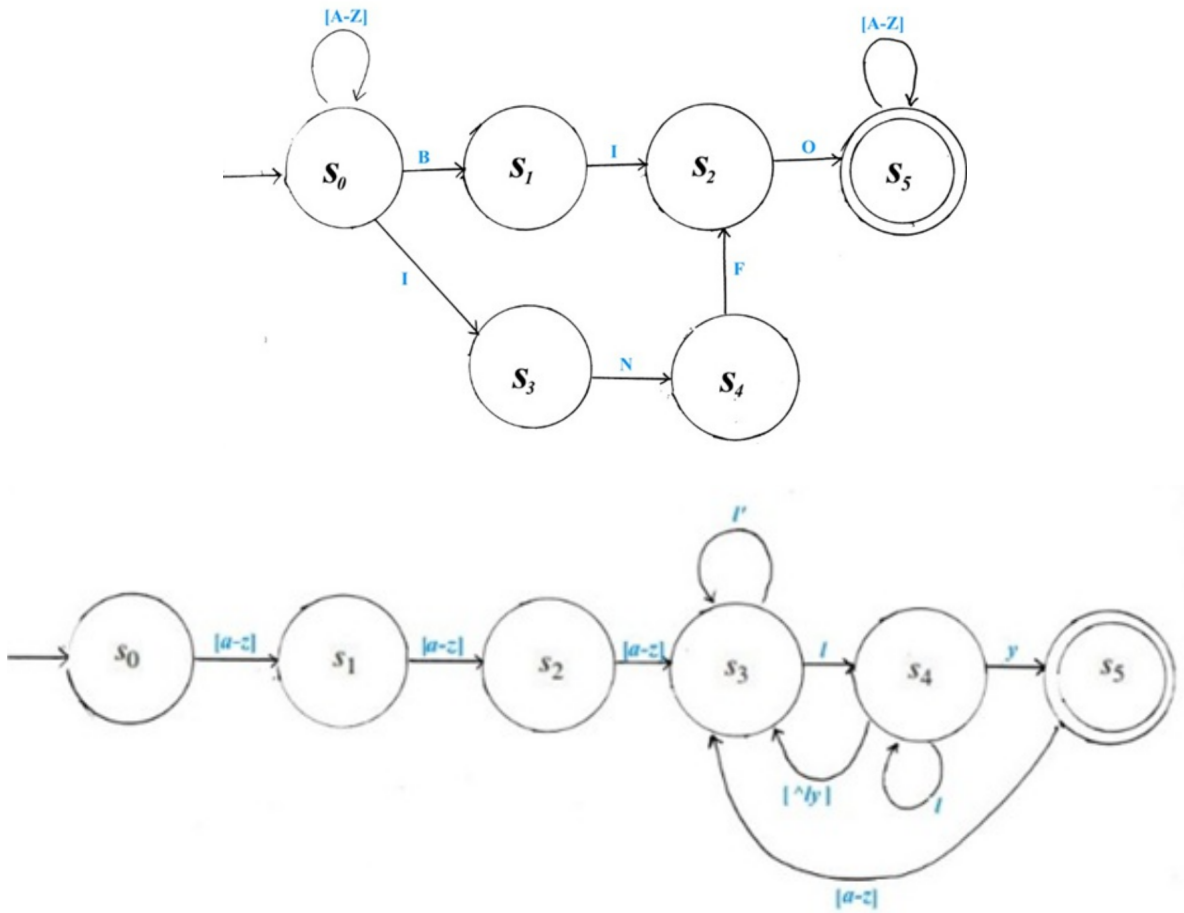 [A-Z] [A-Z]
S0 B S1 I S2 O S5
I F
S3 N S4
l'
s0 [a-z] s1 [a-z] s2 [a-z] s3 l s4 y s5
[^ly] l
[a-z]